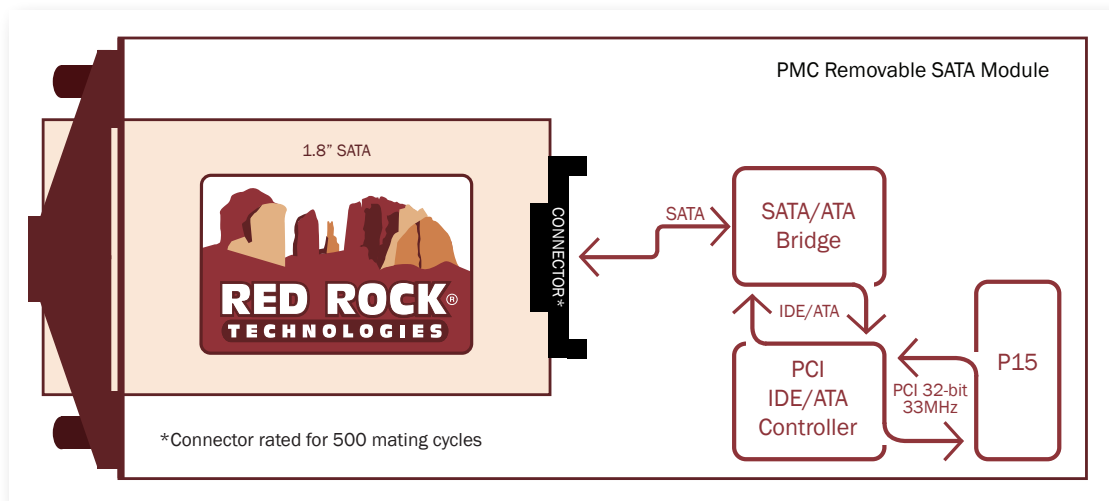 PMC Removable SATA Module
1.8” SATA
RED ROCK®
TECHNOLOGIES
CONNECTOR*
SATA
SATA/ATA
Bridge
IDE/ATA
PCI
IDE/ATA
Controller
PCI 32-bit
33MHz
P15
*Connector rated for 500 mating cycles